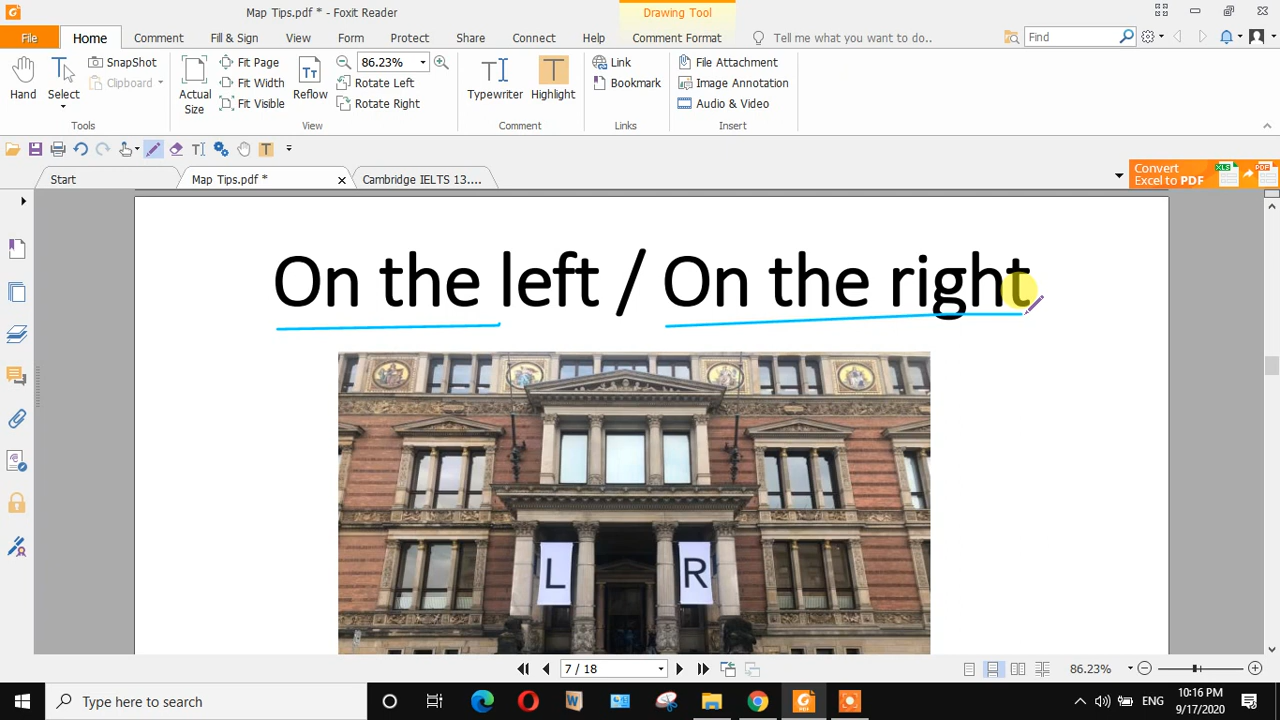 Map Tips.pdf * - Foxit Reader
Drawing Tool
File Home Comment Fill & Sign View Form Protect Share Connect Help Comment Format Tell me what you want to do.. Find
Hand
Select
SnapShot
Clipboard
Tools
Actual Size
Fit Page
Fit Width
Fit Visible
Reflow
86.23%
Rotate Left
Rotate Right
View
Typewriter
Highlight
Comment
Link
Bookmark
Links
File Attachment
Image Annotation
Audio & Video
Insert
Start
Map Tips.pdf *
Cambridge IELTS 13....
Convert
Excel to PDF
XLS
PDF
On the left / On the right
L R
7 / 18
86.23%
Type here to search
ENG
10:16 PM
9/17/2020